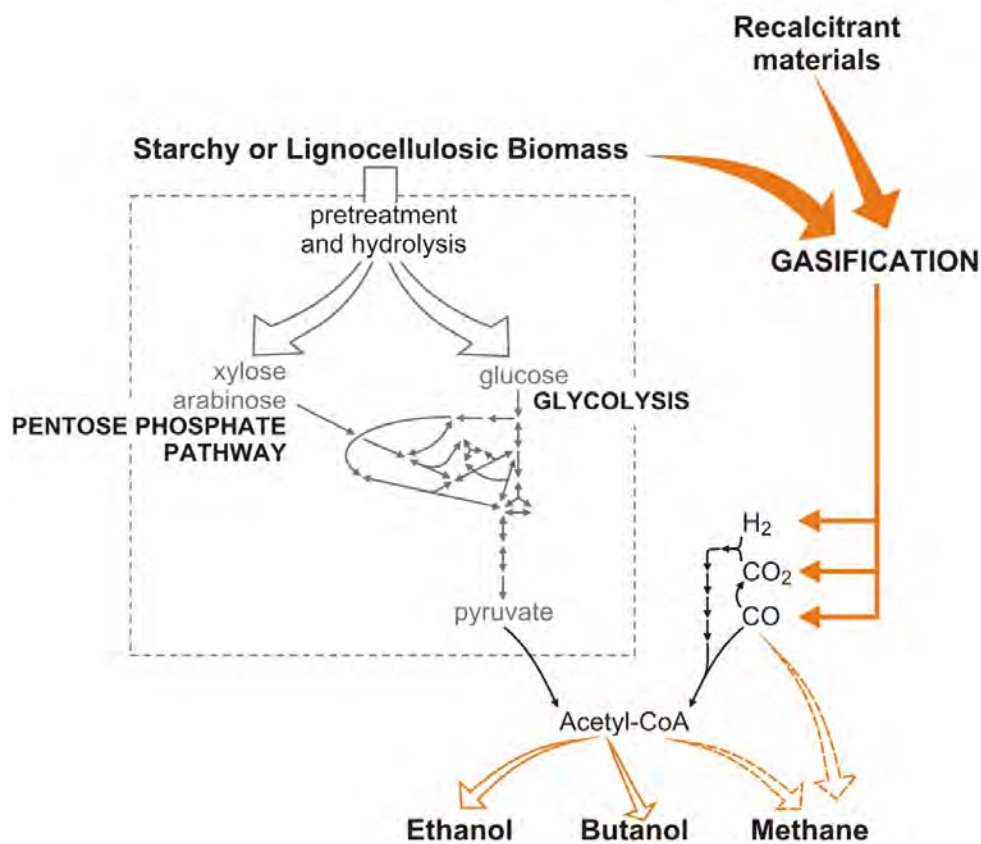 Recalcitrant
materials
Starchy or Lignocellulosic Biomass
pretreatment
and hydrolysis
GASIFICATION
xylose
arabinose
PENTOSE PHOSPHATE
PATHWAY
glucose
GLYCOLYSIS
H2
CO2
CO
pyruvate
Acetyl-CoA
Ethanol
Butanol
Methane